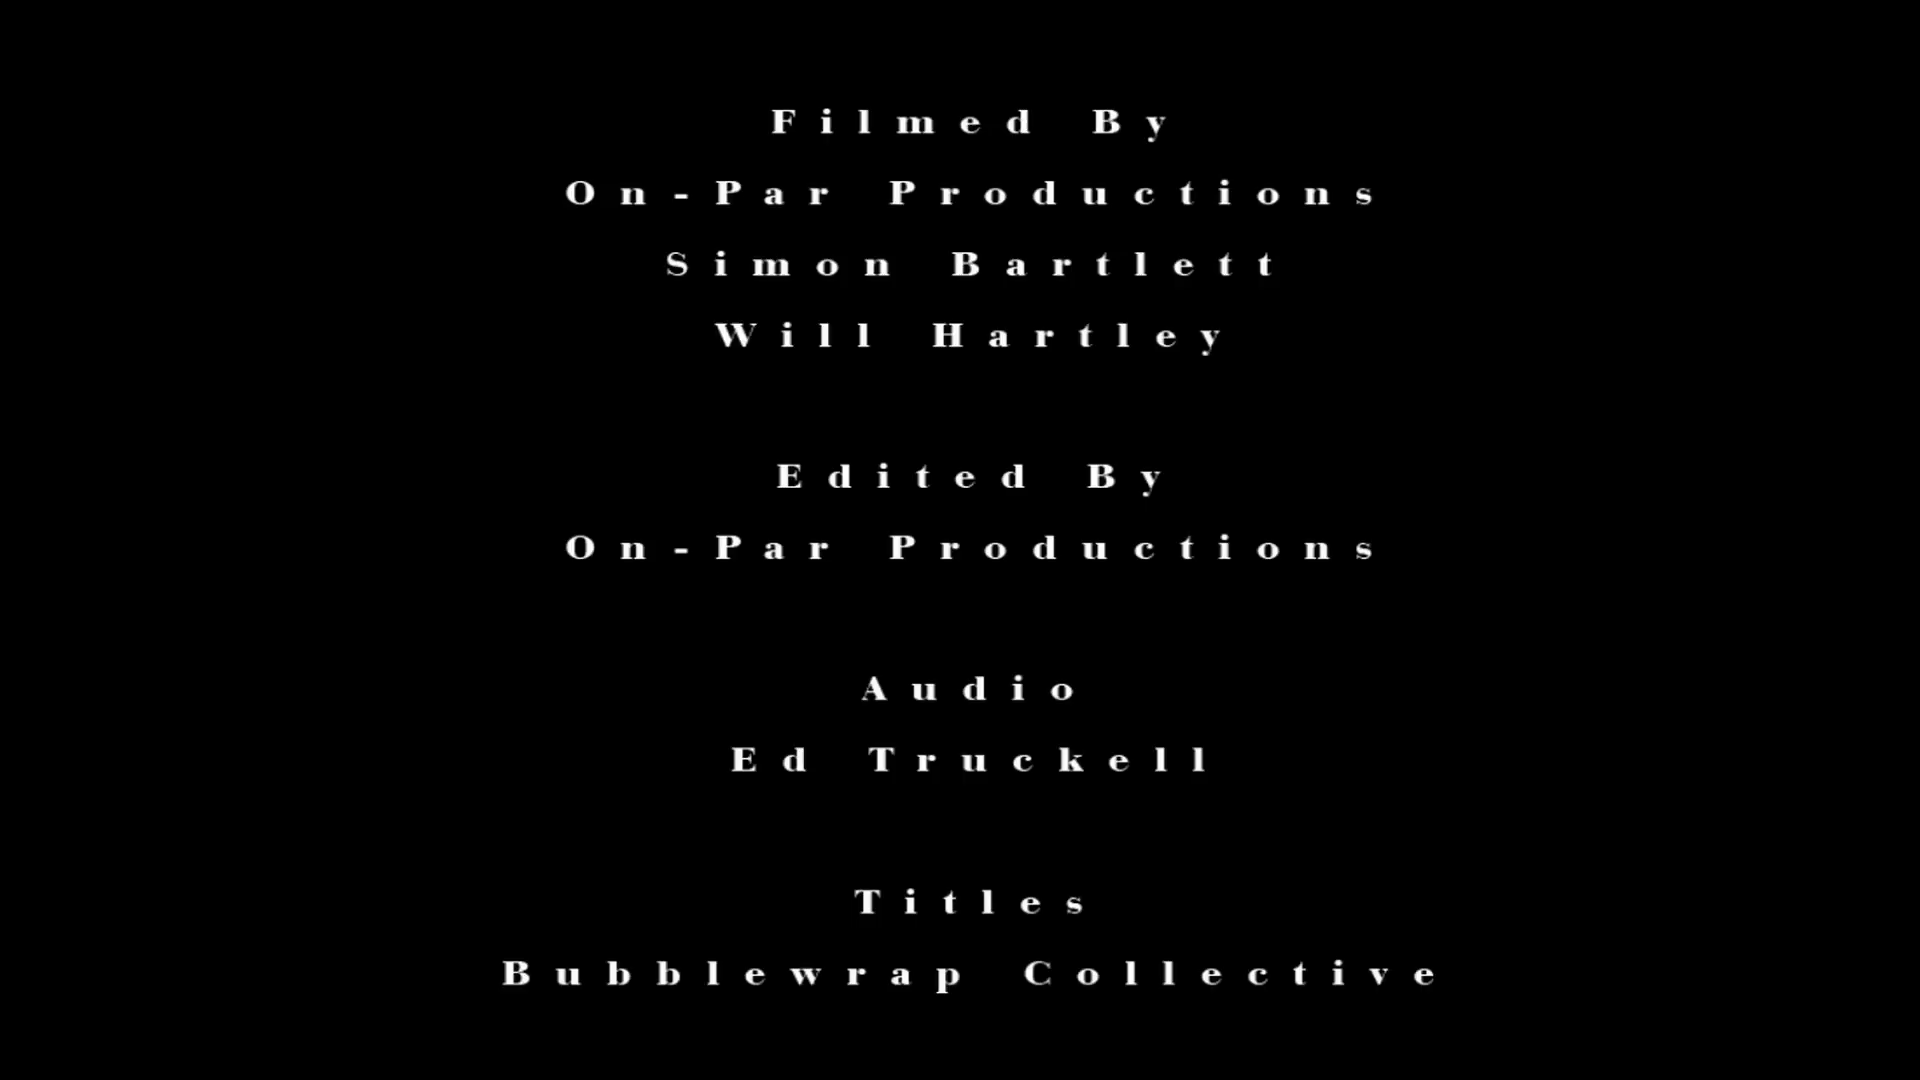 Filmed By
On-Par Productions
Simon Bartlett
Will Hartley
Edited By
On-Par Productions
Audio
Ed Truckell
Titles
Bubblewrap Collective